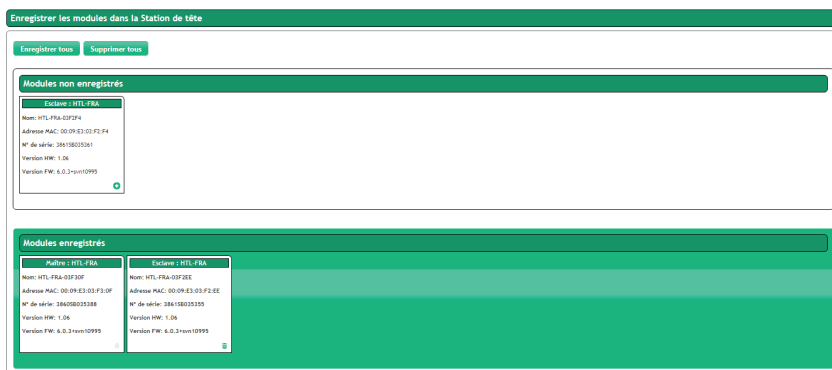 Enregistrer les modules dans la Station de tête
Enregistrer tous Supprimer tous
Modules non enregistrés
Esclave : HTL-FRA
Nom: HTL-FRA-03F2F4
Adresse MAC: 00:09:E3:03:F2:F4
N° de série: 38615B035361
Version HW: 1.06
Version FW: 6.0.3+svn10995
Modules enregistrés
Maître : HTL-FRA
Nom: HTL-FRA-03F30F
Adresse MAC: 00:09:E3:03:F3:0F
N° de série: 38605B035388
Version HW: 1.06
Version FW: 6.0.3+svn10995
Esclave : HTL-FRA
Nom: HTL-FRA-03F2EE
Adresse MAC: 00:09:E3:03:F2:EE
N° de série: 38615B035355
Version HW: 1.06
Version FW: 6.0.3+svn10995